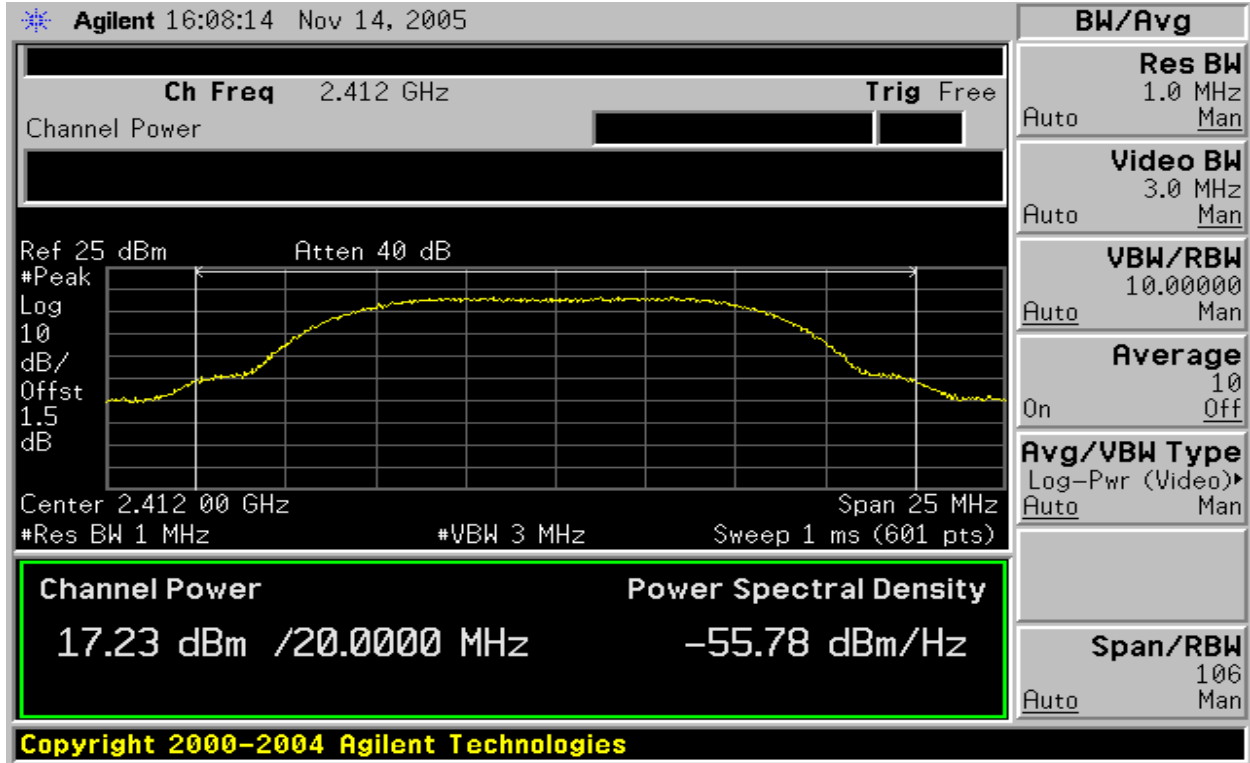 Agilent 16:08:14 Nov 14, 2005
BW/Avg
Ch Freq 2.412 GHz Trig Free
Channel Power
Ref 25 dBm Atten 40 dB
#Peak
Log
10
dB/
Offst
1.5
dB
Center 2.412 00 GHz Span 25 MHz
#Res BW 1 MHz #VBW 3 MHz Sweep 1 ms (601 pts)
Channel Power Power Spectral Density
17.23 dBm /20.0000 MHz -55.78 dBm/Hz
Res BW
1.0 MHz
Auto Man
Video BW
3.0 MHz
Auto Man
VBW/RBW
10.00000
Auto Man
Average
10
On Off
Avg/VBW Type
Log-Pwr (Video)
Auto Man
Span/RBW
106
Auto Man
Copyright 2000-2004 Agilent Technologies